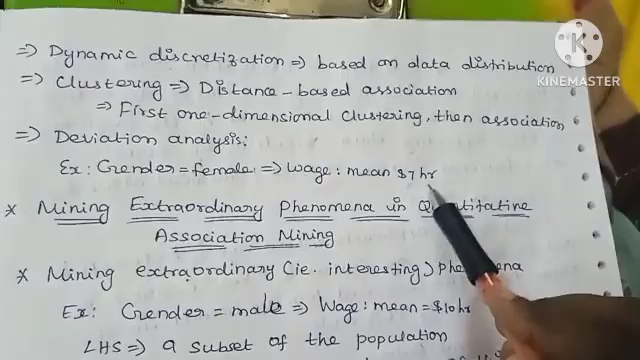 ⇒ Dynamic discretization ⇒ based on data distribution
⇒ Clustering ⇒ Distance-based association
⇒ First one-dimensional clustering, then association
⇒ Deviation analysis:
Ex: Gender = female ⇒ Wage: mean $7 hr
* Mining Extraordinary Phenomena in Quantitative
Association Mining
* Mining extraordinary (ie. interesting) Phenomena
Ex: Gender = male ⇒ Wage: mean = $10 hr
LHS ⇒ a subset of the population
K
KINEMASTER